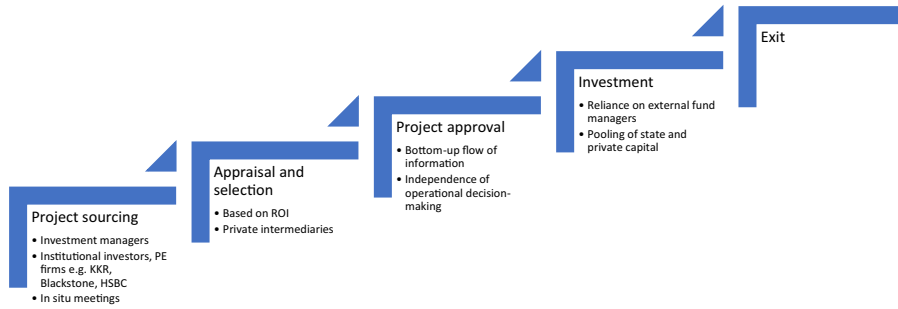 Project sourcing
• Investment managers
• Institutional investors, PE
firms e.g. KKR,
Blackstone, HSBC
• In situ meetings
Appraisal and
selection
• Based on ROI
• Private intermediaries
Project approval
• Bottom-up flow of
information
• Independence of
operational decision-
making
Investment
• Reliance on external fund
managers
• Pooling of state and
private capital
Exit